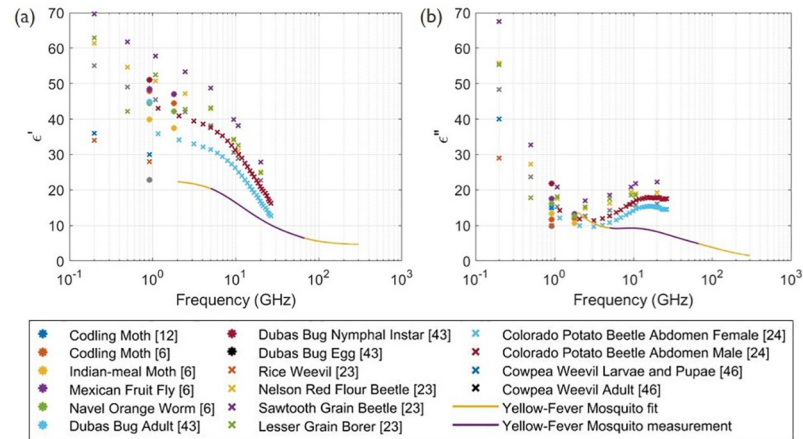 (a)
(b)
70
60
50
40
30
20
10
0
ϵ'
10-1
100
101
102
103
Frequency (GHz)
70
60
50
40
30
20
10
0
ϵ"
10-1
100
101
102
103
Frequency (GHz)
Codling Moth [12]
Codling Moth [6]
Indian-meal Moth [6]
Mexican Fruit Fly [6]
Navel Orange Worm [6]
Dubas Bug Adult [43]
Dubas Bug Nymphal Instar [43]
Dubas Bug Egg [43]
Rice Weevil [23]
Nelson Red Flour Beetle [23]
Sawtooth Grain Beetle [23]
Lesser Grain Borer [23]
Colorado Potato Beetle Abdomen Female [24]
Colorado Potato Beetle Abdomen Male [24]
Cowpea Weevil Larvae and Pupae [46]
Cowpea Weevil Adult [46]
Yellow-Fever Mosquito fit
Yellow-Fever Mosquito measurement